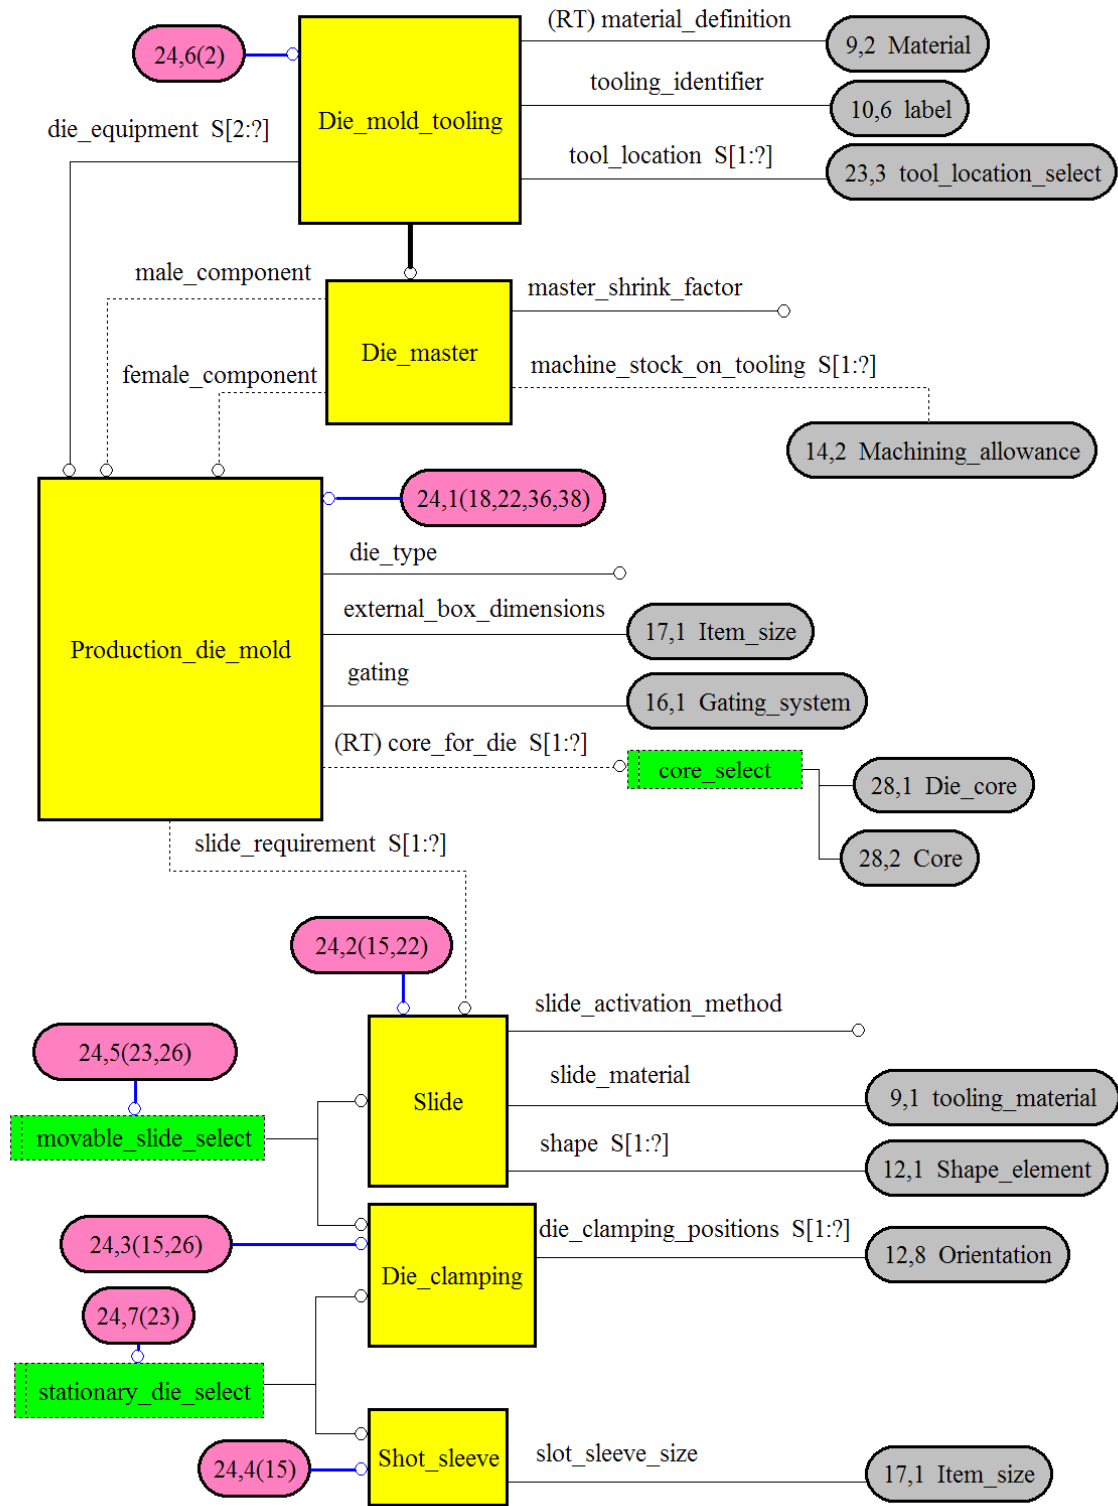 (RT) material_definition
24,6(2)
9,2 Material
tooling_identifier
Die_mold_tooling
10,6 label
die_equipment S[2:?]
tool_location S[1:?]
23,3 tool_location_select
male_component
master_shrink_factor
Die_master
machine_stock_on_tooling S[1:?]
female_component
14,2 Machining_allowance
24,1(18,22,36,38)
die_type
external_box_dimensions
17,1 Item_size
Production_die_mold
gating
16,1 Gating_system
(RT) core_for_die S[1:?]
core_select
28,1 Die_core
slide_requirement S[1:?]
28,2 Core
24,2(15,22)
slide_activation_method
24,5(23,26)
slide_material
Slide
9,1 tooling_material
movable_slide_select
shape S[1:?]
12,1 Shape_element
die_clamping_positions S[1:?]
24,3(15,26)
12,8 Orientation
Die_clamping
24,7(23)
stationary_die_select
Shot_sleeve
slot_sleeve_size
24,4(15)
17,1 Item_size